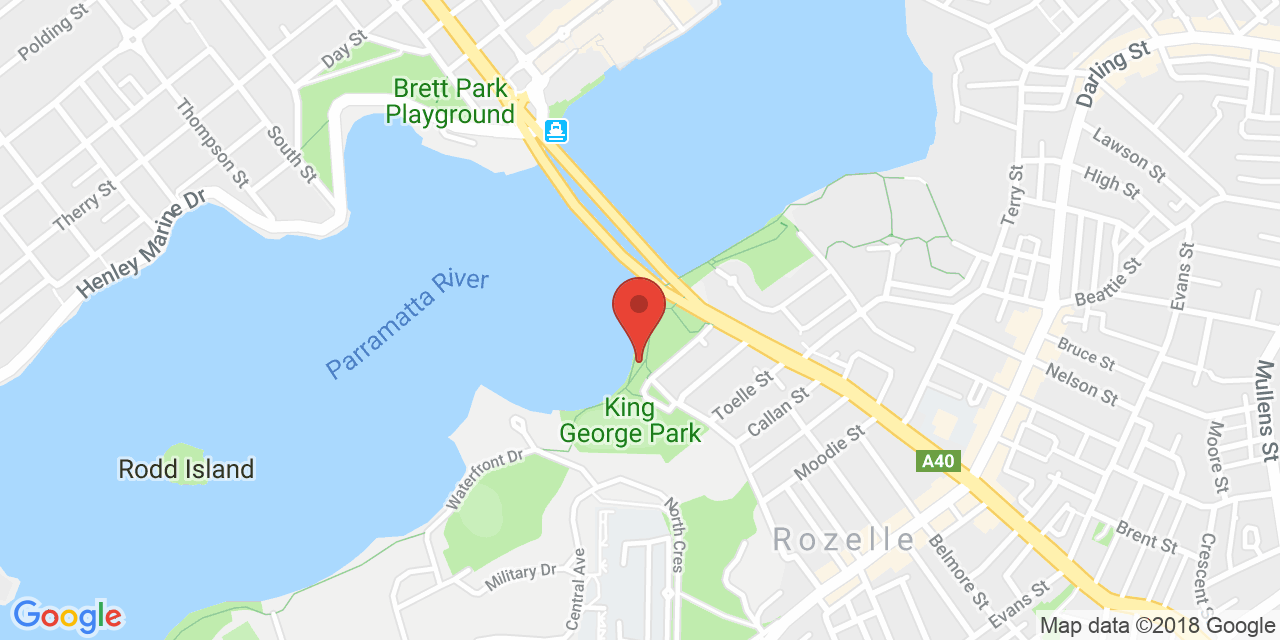 Polding St
Day St
Darling St
Brett Park
Playground
Thompson St
South St
Lawson St
High St
Therry St
Terry St
Henley Marine Dr
Evans St
Parramatta River
Beattie St
Bruce St
Nelson St
Mullens St
Toelle St
King
George Park
Callan St
Moodie St
Moore St
A40
Rodd Island
Waterfront Dr
North Cres
Rozelle
Brent St
Crescent S
Belmore St
Military Dr
Central Ave
Evans St
Google
Map data ©2018 Google